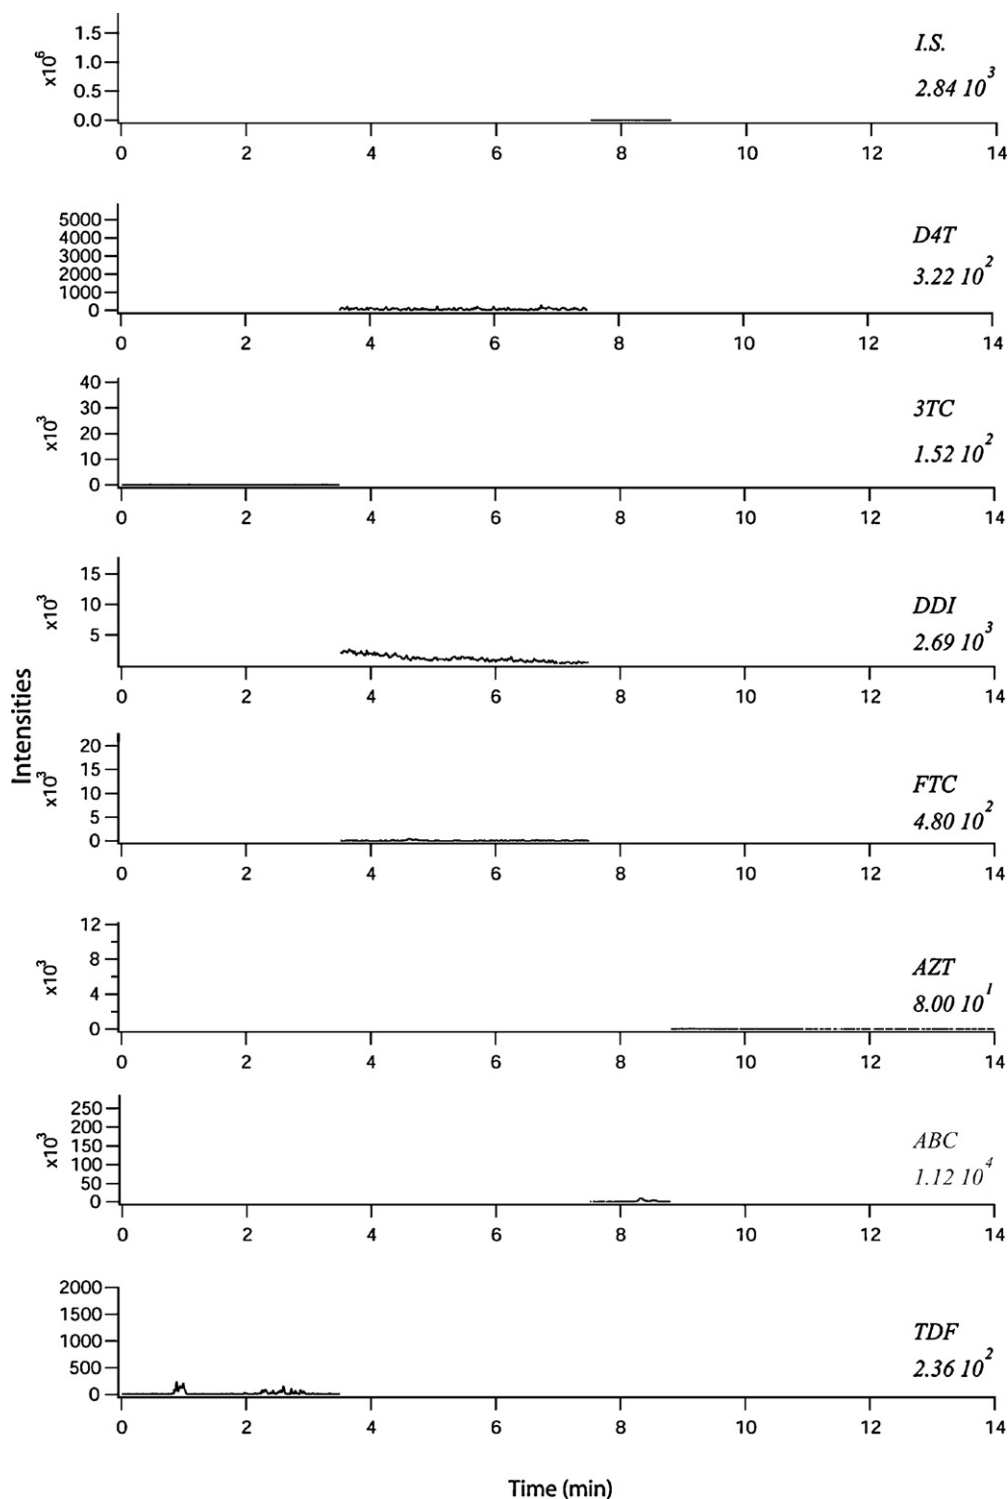 1.5
1.0
0.5
0.0
x10^6
I.S.
2.84 10^3
0 2 4 6 8 10 12 14
5000
4000
3000
2000
1000
0
D4T
3.22 10^2
0 2 4 6 8 10 12 14
40
30
20
10
0
x10^3
3TC
1.52 10^2
0 2 4 6 8 10 12 14
15
10
5
x10^3
DDI
2.69 10^3
0 2 4 6 8 10 12 14
Intensities
20
15
10
5
0
x10^3
FTC
4.80 10^2
0 2 4 6 8 10 12 14
12
8
4
0
x10^3
AZT
8.00 10^1
0 2 4 6 8 10 12 14
250
200
150
100
50
0
x10^3
ABC
1.12 10^4
0 2 4 6 8 10 12 14
2000
1500
1000
500
0
TDF
2.36 10^2
0 2 4 6 8 10 12 14
Time (min)